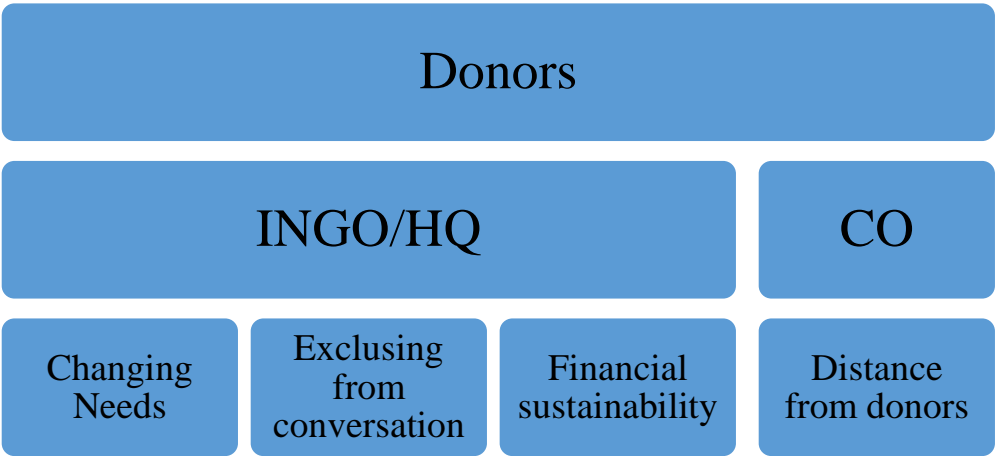 Donors
INGO/HQ
CO
Changing
Needs
Exclusing
from
conversation
Financial
sustainability
Distance
from donors